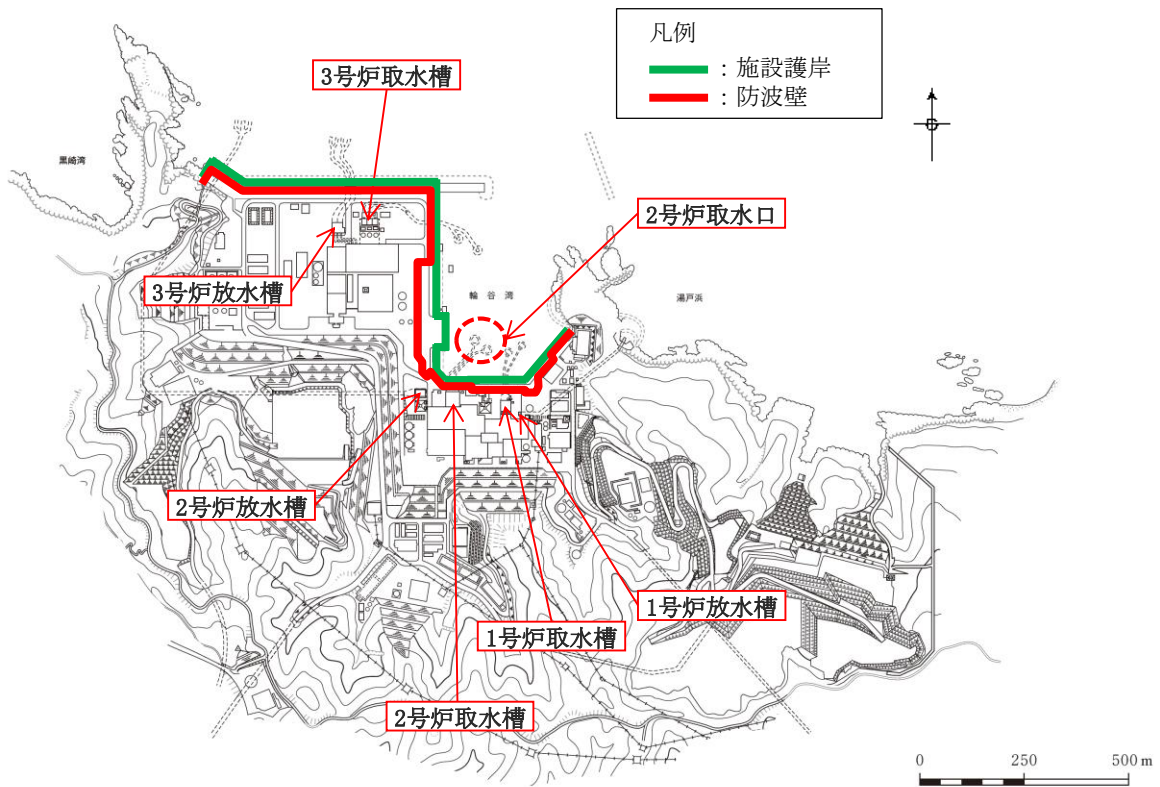 凡例
：施設護岸
：防波壁
3号炉取水槽
黒崎湾
2号炉取水口
3号炉放水槽
輪谷湾
湯戸浜
2号炉放水槽
1号炉放水槽
1号炉取水槽
2号炉取水槽
0 250 500 m